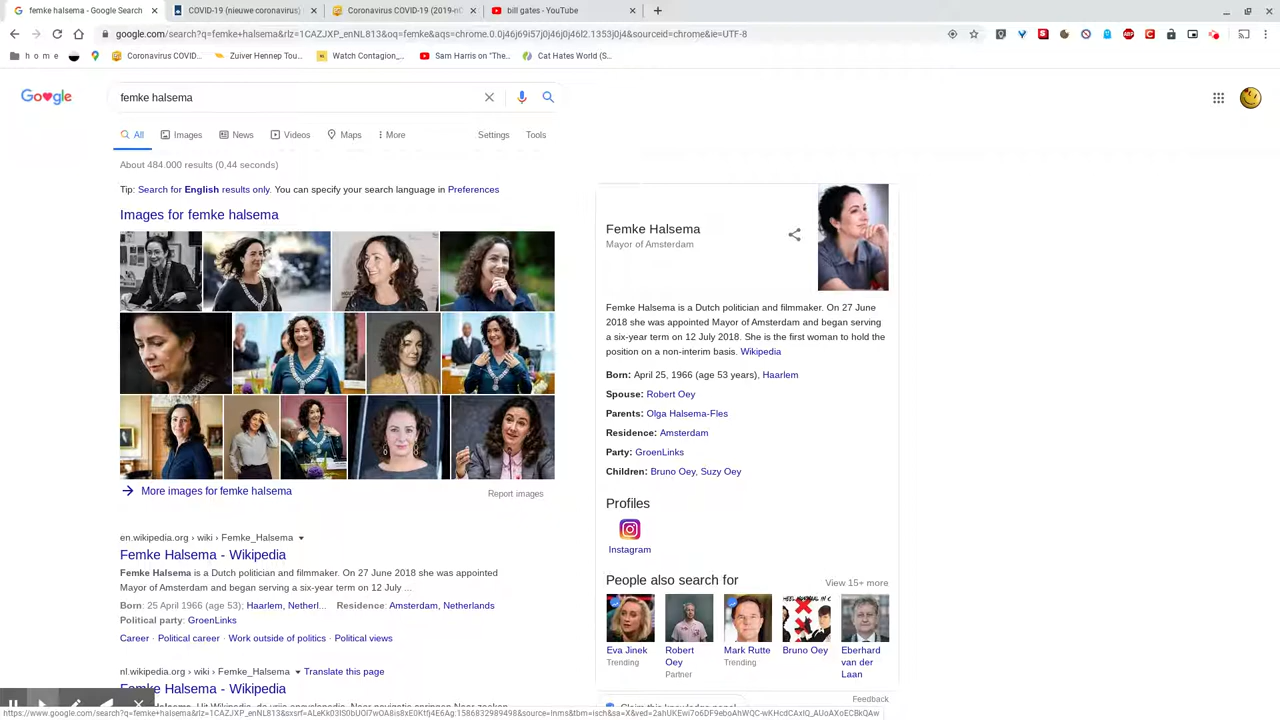 femke halsema - Google Search
COVID-19 (nieuwe coronavirus)
Coronavirus COVID-19 (2019-n
bill gates - YouTube
google.com/search?q=femke+halsema&rlz=1CAZJXP_enNL813&oq=femke&aqs=chrome.0.0j46j69i57j0j46j0j46l2.1353j0j4&sourceid=chrome&ie=UTF-8
h o m e
Coronavirus COVID...
Zuiver Hennep Tou...
Watch Contagion_...
Sam Harris on "The...
Cat Hates World (S...
Google
femke halsema
All Images News Videos Maps More Settings Tools
About 484.000 results (0,44 seconds)
Tip: Search for English results only. You can specify your search language in Preferences
Images for femke halsema
More images for femke halsema
Report images
en.wikipedia.org › wiki › Femke_Halsema
Femke Halsema - Wikipedia
Femke Halsema is a Dutch politician and filmmaker. On 27 June 2018 she was appointed
Mayor of Amsterdam and began serving a six-year term on 12 July ...
Born: 25 April 1966 (age 53); Haarlem, Netherl... Residence: Amsterdam, Netherlands
Political party: GroenLinks
Career · Political career · Work outside of politics · Political views
nl.wikipedia.org › wiki › Femke_Halsema Translate this page
Femke Halsema - Wikipedia
Femke Halsema
Mayor of Amsterdam
Femke Halsema is a Dutch politician and filmmaker. On 27 June
2018 she was appointed Mayor of Amsterdam and began serving
a six-year term on 12 July 2018. She is the first woman to hold the
position on a non-interim basis. Wikipedia
Born: April 25, 1966 (age 53 years), Haarlem
Spouse: Robert Oey
Parents: Olga Halsema-Fles
Residence: Amsterdam
Party: GroenLinks
Children: Bruno Oey, Suzy Oey
Profiles
Instagram
People also search for
View 15+ more
Eva Jinek
Trending
Robert
Oey
Partner
Mark Rutte
Trending
Bruno Oey
Eberhard
van der
Laan
Feedback
Claim this knowledge panel